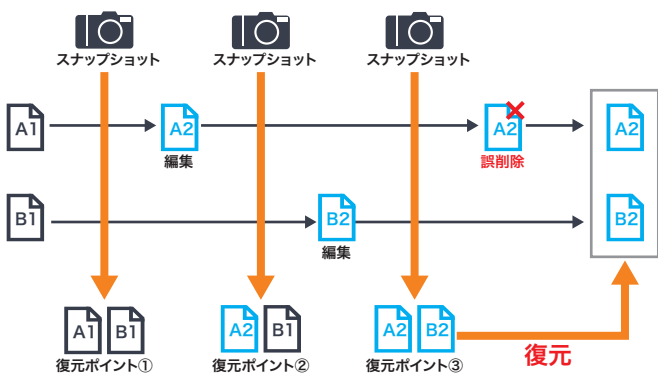 スナップショット
スナップショット
スナップショット
A1
A2
A2
A2
編集
誤削除
B1
B2
B2
編集
A1
B1
A2
B1
A2
B2
復元ポイント①
復元ポイント②
復元ポイント③
復元